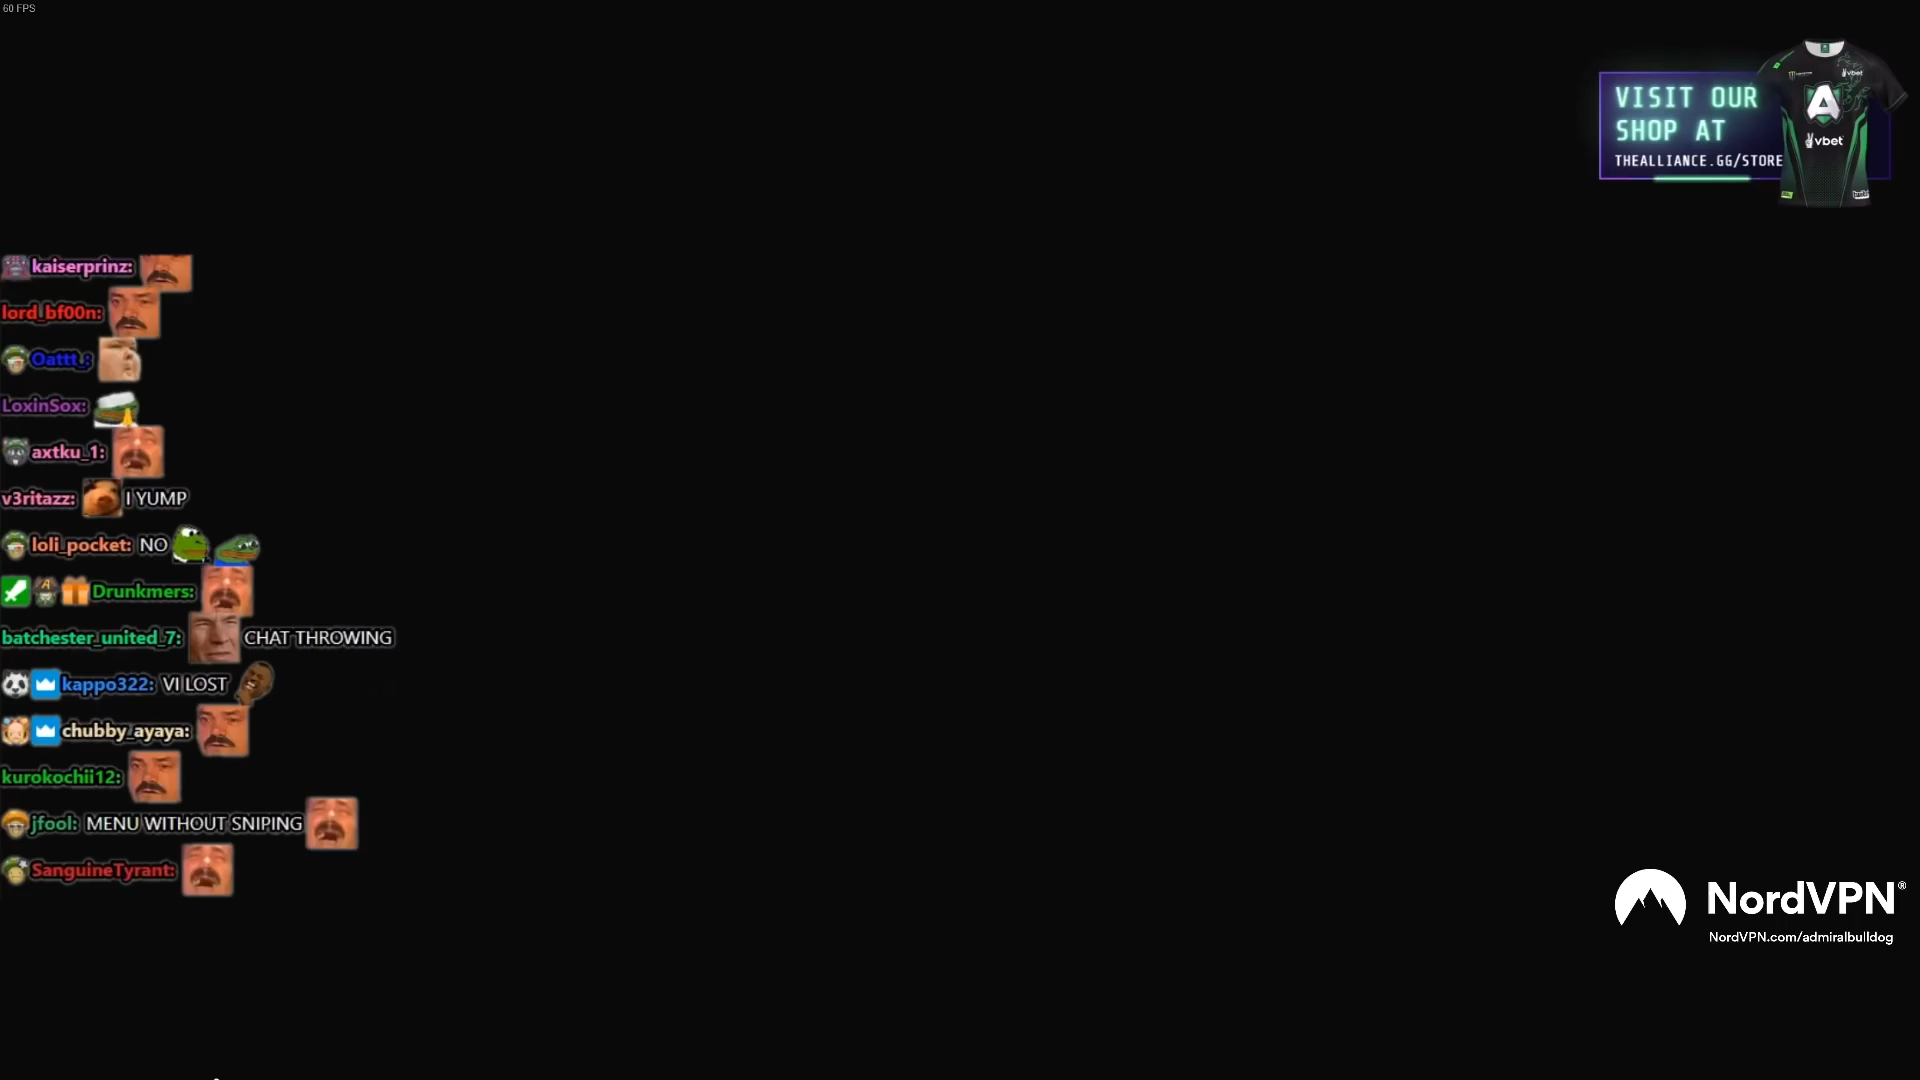 60 FPS
VISIT OUR
SHOP AT
THEALLIANCE.GG/STORE
vbet
A
vbet
kaiserprinz:
lord_bf00n:
Oattt_:
LoxinSox:
axtku_1:
v3ritazz: I YUMP
loli_pocket: NO
Drunkmers:
batchester_united_7: CHAT THROWING
kappo322: VI LOST
chubby_ayaya:
kurokochii12:
jfool: MENU WITHOUT SNIPING
SanguineTyrant:
NordVPN®
NordVPN.com/admiralbulldog